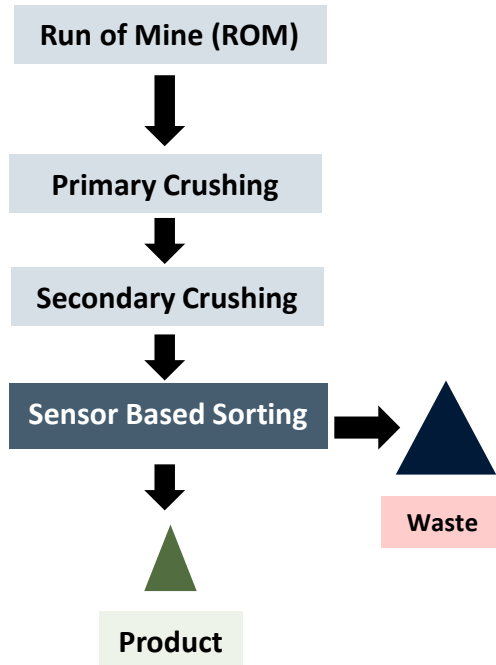 Run of Mine (ROM)
Primary Crushing
Secondary Crushing
Sensor Based Sorting
Waste
Product